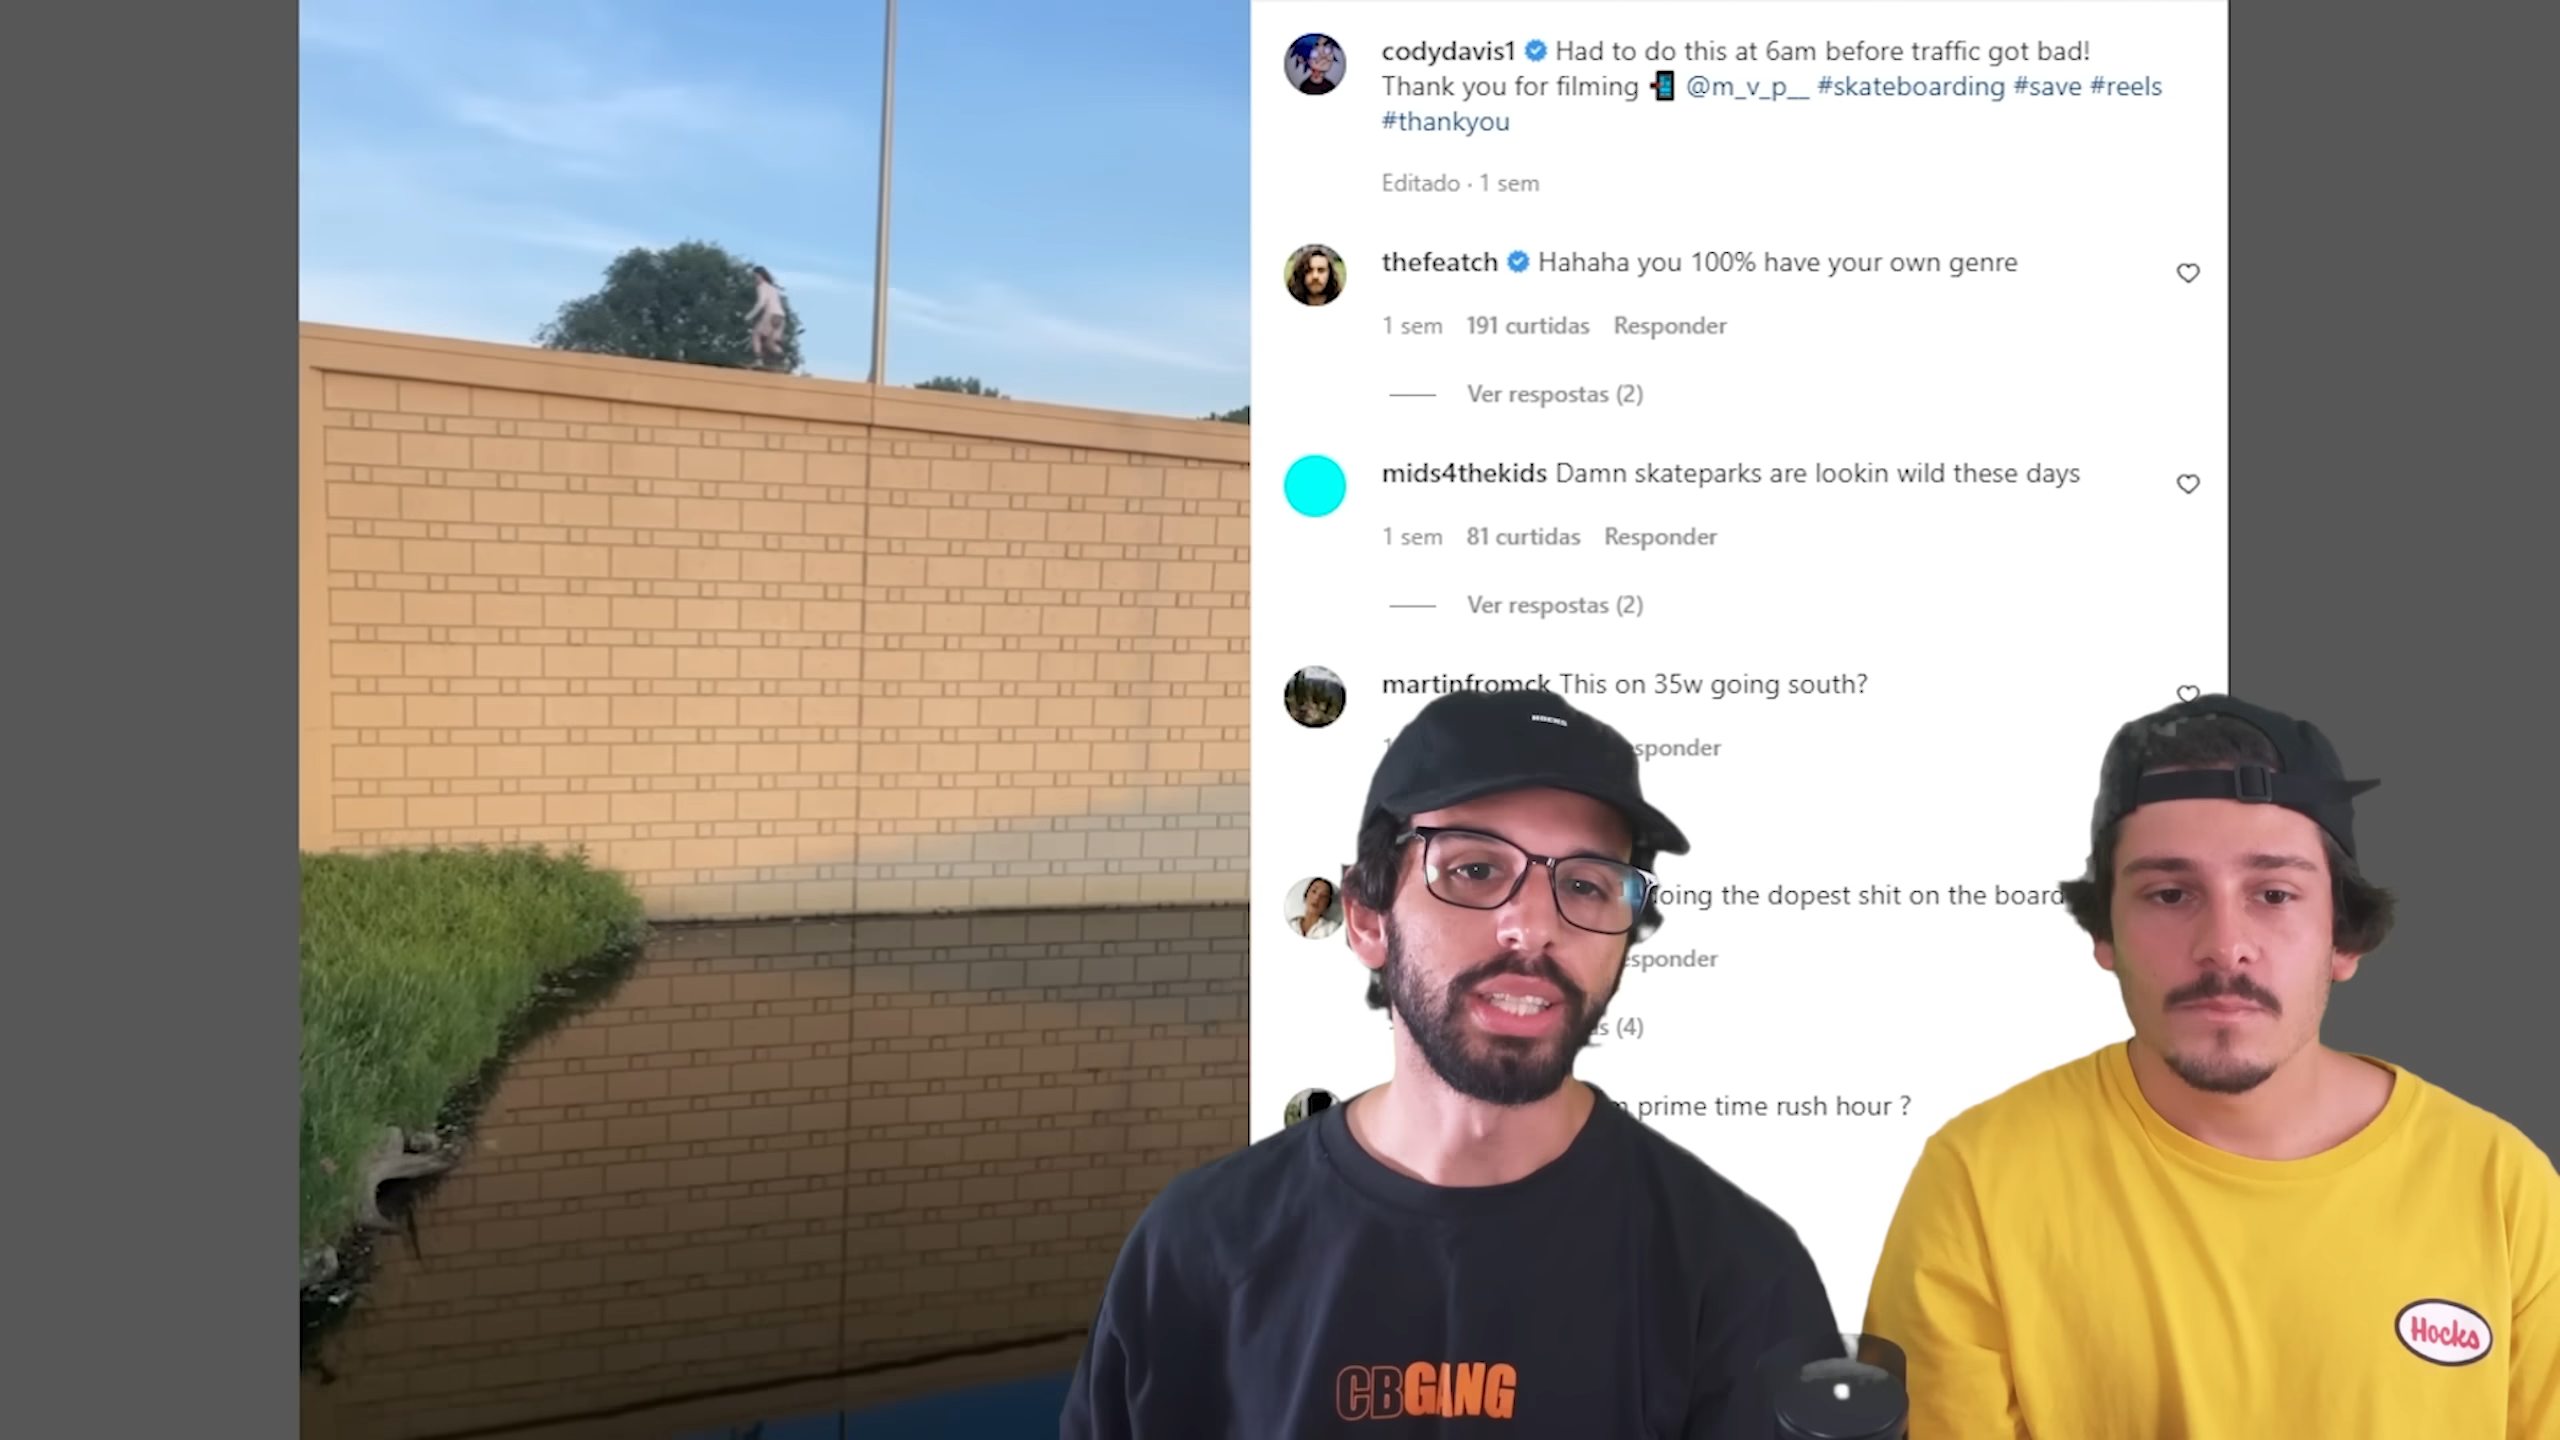 codydavis1 Had to do this at 6am before traffic got bad!
Thank you for filming 📲 @m_v_p__ #skateboarding #save #reels
#thankyou
Editado · 1 sem
thefeatch Hahaha you 100% have your own genre
1 sem 191 curtidas Responder
Ver respostas (2)
mids4thekids Damn skateparks are lookin wild these days
1 sem 81 curtidas Responder
Ver respostas (2)
martinfromck This on 35w going south?
the dopest shit on the board
(4)
prime time rush hour ?
HOCKS
CBGANG
Hocks